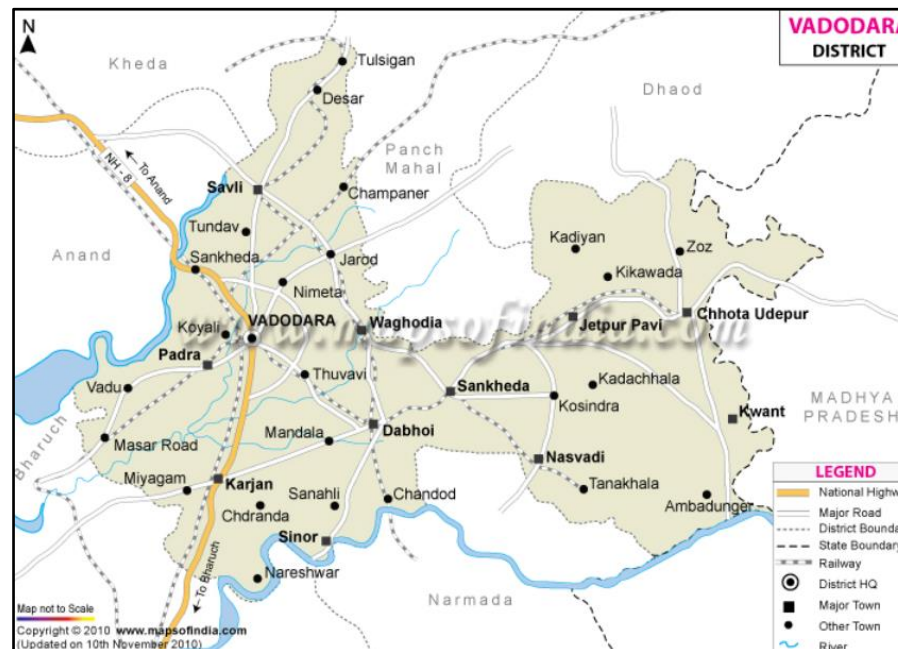 N
VADODARA
DISTRICT
Kheda
Tulsigan
Desar
Dhaod
NH - 8
To Anand
Panch
Mahal
Savli
Champaner
Tundav
Anand
Sankheda
Jarod
Kadiyan
Zoz
Nimeta
Kikawada
VADODARA
Koyali
Waghodia
Jetpur Pavi
Chhota Udepur
www.mapsofindia.com
Padra
Thuvavi
Vadu
Sankheda
Kadachhala
Kosindra
MADHYA
PRADESH
Kwant
Bharuch
Masar Road
Mandala
Dabhoi
Miyagam
Karjan
Nasvadi
Sanahli
Chandod
Tanakhala
Chdranda
Ambadunger
Sinor
Nareshwar
To Bharuch
Narmada
LEGEND
National Highw
Major Road
District Bounda
State Boundary
Railway
District HQ
Major Town
Other Town
River
Map not to Scale
Copyright © 2010 www.mapsofindia.com
(Updated on 10th November 2010)